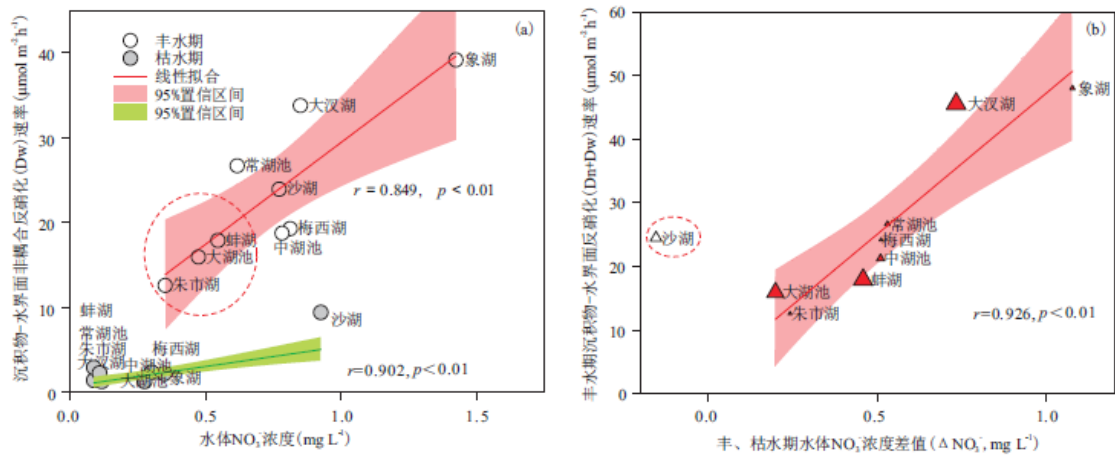 (a)
丰水期
枯水期
线性拟合
95%置信区间
95%置信区间
沉积物-水界面非耦合反硝化(Dw)速率(μmol m⁻² h⁻¹)
40
30
20
10
0
象湖
大汊湖
常湖池
沙湖
r = 0.849, p < 0.01
梅西湖
中湖池
蚌湖
大湖池
朱市湖
蚌湖
沙湖
常湖池
朱市湖
梅西湖
大汊湖
中湖池
大湖池
象湖
r=0.902, p<0.01
0.0
0.5
1.0
1.5
水体NO₃⁻浓度(mg L⁻¹)
(b)
丰水期沉积物-水界面反硝化(Dn+Dw)速率(μmol m⁻² h⁻¹)
60
50
40
30
20
10
0
大汊湖
象湖
沙湖
常湖池
梅西湖
中湖池
蚌湖
大湖池
朱市湖
r=0.926, p<0.01
0.0
0.5
1.0
丰、枯水期水体NO₃⁻浓度差值(Δ NO₃⁻, mg L⁻¹)